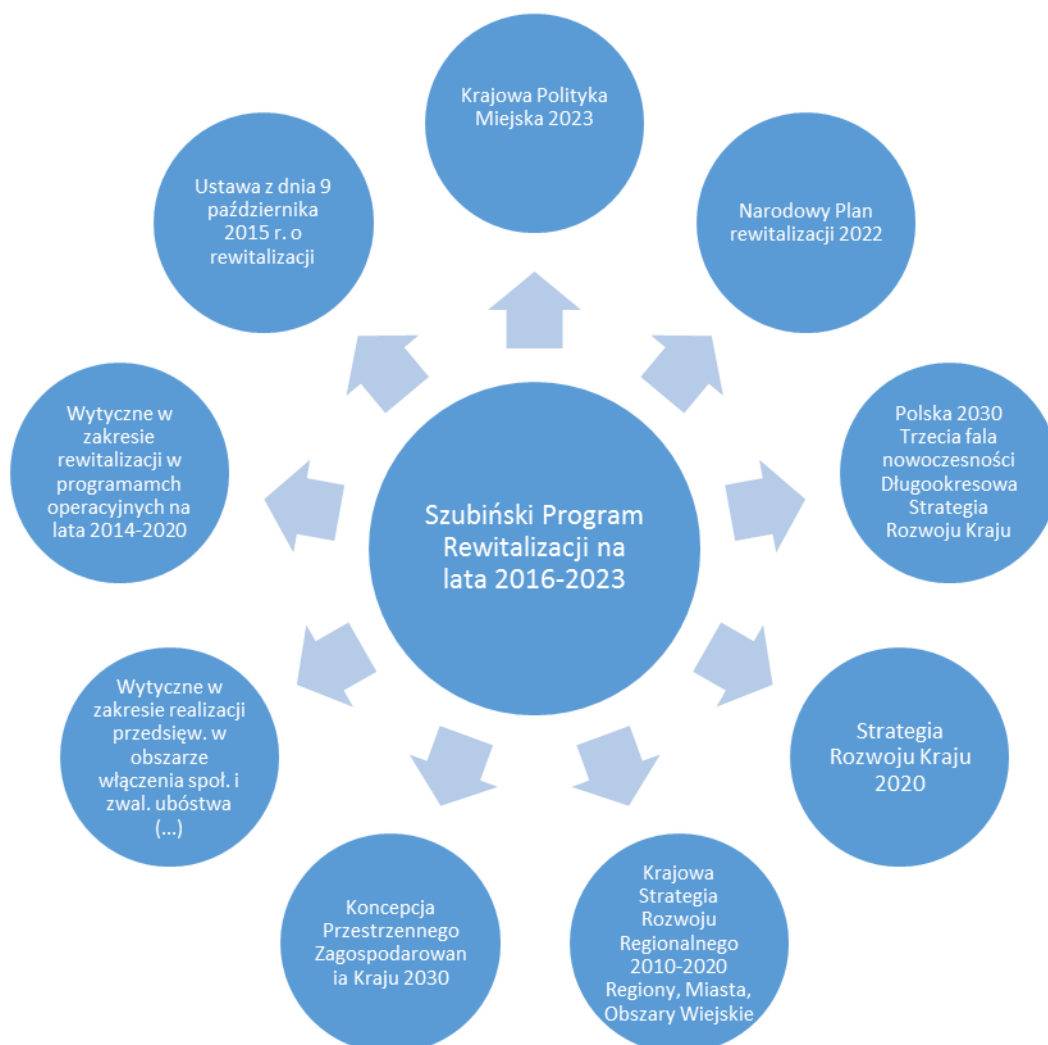 Krajowa Polityka
Miejska 2023
Narodowy Plan
rewitalizacji 2022
Polska 2030
Trzecia fala
nowoczesności
Długookresowa
Strategia
Rozwoju Kraju
Strategia
Rozwoju Kraju
2020
Krajowa
Strategia
Rozwoju
Regionalnego
2010-2020
Regiony, Miasta,
Obszary Wiejskie
Koncepcja
Przestrzennego
Zagospodarowan
ia Kraju 2030
Wytyczne w
zakresie realizacji
przedsięw. w
obszarze
włączenia społ. i
zwal. ubóstwa
(...)
Wytyczne w
zakresie
rewitalizacji w
programamch
operacyjnych na
lata 2014-2020
Ustawa z dnia 9
października
2015 r. o
rewitalizacji
Szubiński Program
Rewitalizacji na
lata 2016-2023